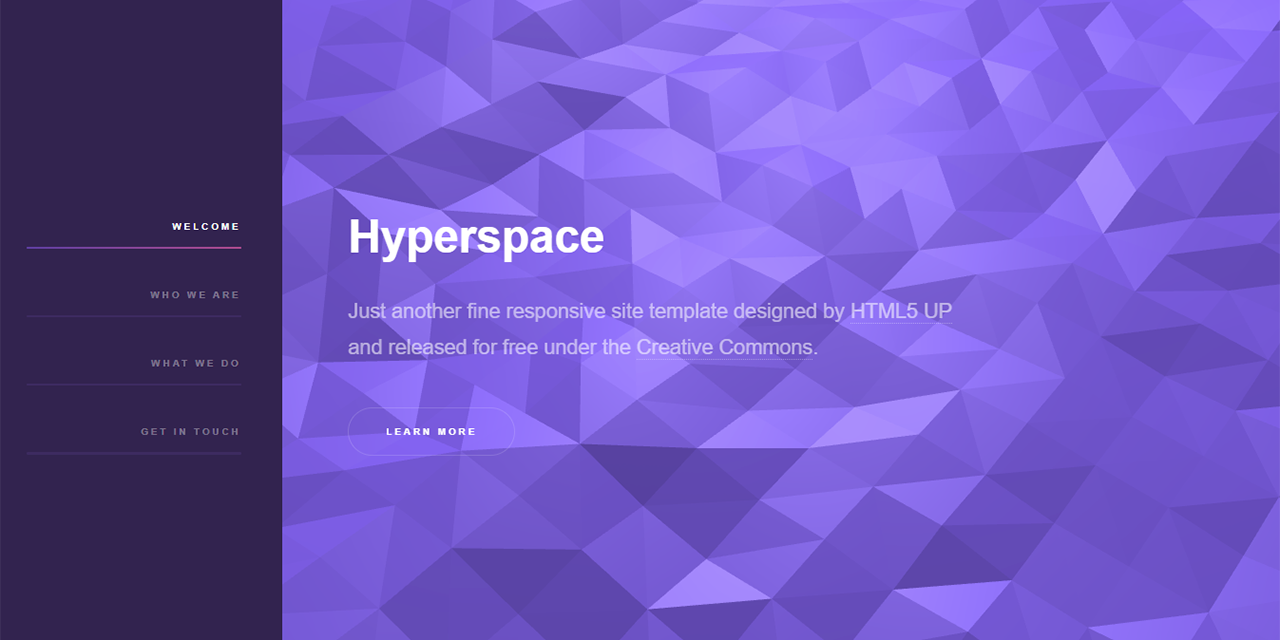 WELCOME
WHO WE ARE
WHAT WE DO
GET IN TOUCH
Hyperspace
Just another fine responsive site template designed by HTML5 UP
and released for free under the Creative Commons.
LEARN MORE